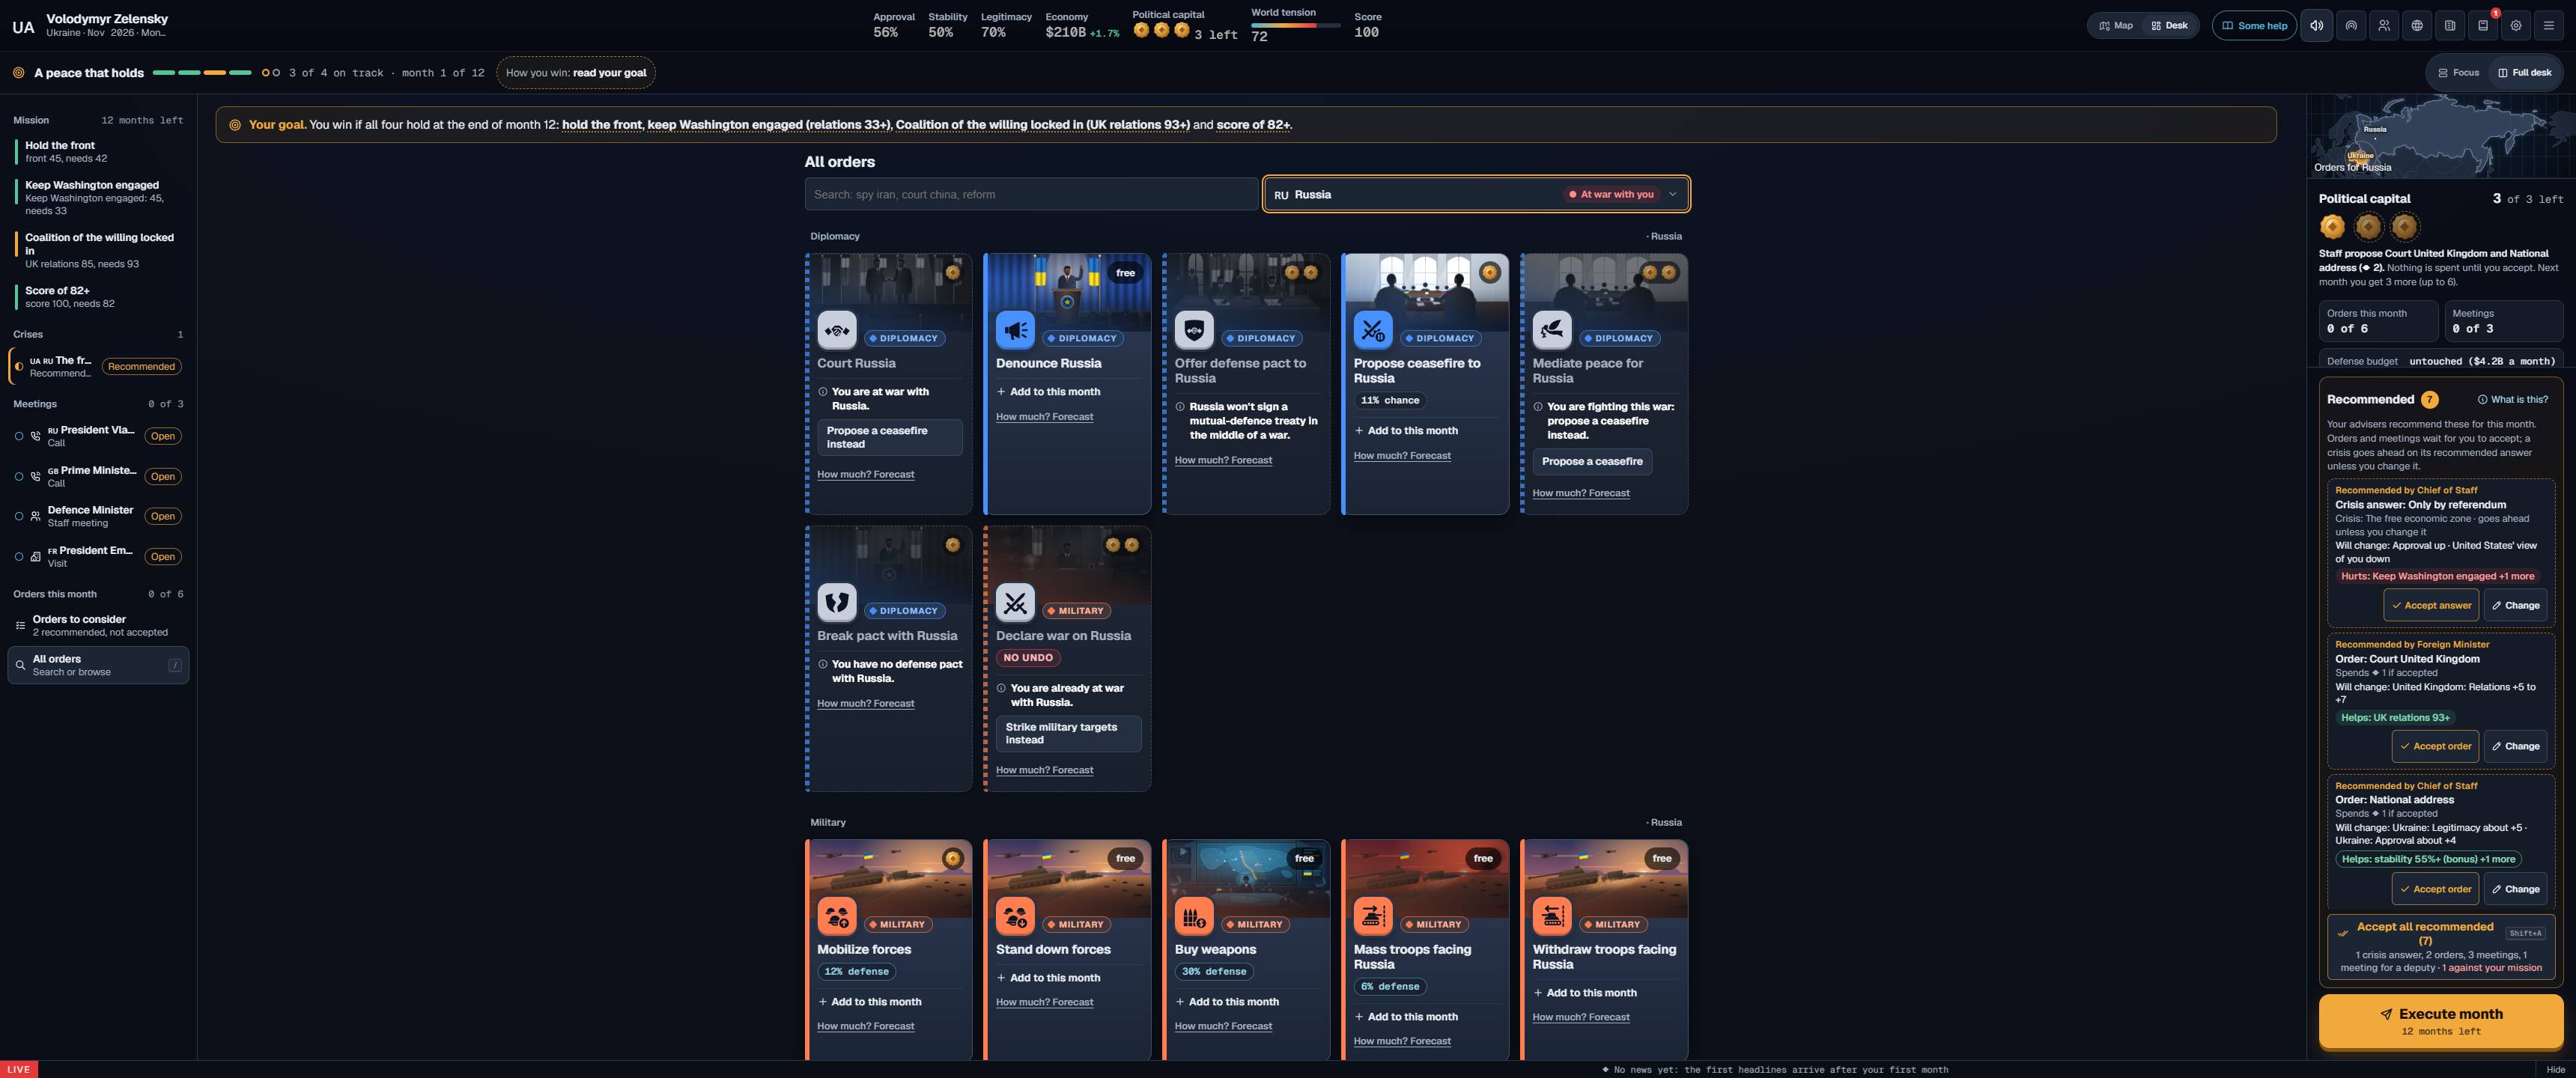 UA
Volodymyr Zelensky
Ukraine · Nov 2026 · Mon…
Approval
56%
Stability
50%
Legitimacy
70%
Economy
$210B +1.7%
Political capital
3 left
World tension
72
Score
100
Map
Desk
Some help
1
A peace that holds
3 of 4 on track · month 1 of 12
How you win: read your goal
Focus
Full desk
Mission
12 months left
Hold the front
front 45, needs 42
Keep Washington engaged
Keep Washington engaged: 45,
needs 33
Coalition of the willing locked
in
UK relations 85, needs 93
Score of 82+
score 100, needs 82
Crises
1
UA RU The fr…
Recommend…
Recommended
Meetings
0 of 3
RU President Vla…
Call
Open
GB Prime Ministe…
Call
Open
Defence Minister
Staff meeting
Open
FR President Em…
Visit
Open
Orders this month
0 of 6
Orders to consider
2 recommended, not accepted
All orders
Search or browse
/
Your goal. You win if all four hold at the end of month 12: hold the front, keep Washington engaged (relations 33+), Coalition of the willing locked in (UK relations 93+) and score of 82+.
All orders
Search: spy iran, court china, reform
RU Russia
At war with you
Diplomacy
· Russia
DIPLOMACY
Court Russia
You are at war with
Russia.
Propose a ceasefire
instead
How much? Forecast
free
DIPLOMACY
Denounce Russia
+ Add to this month
How much? Forecast
DIPLOMACY
Offer defense pact to
Russia
Russia won't sign a
mutual-defence treaty in
the middle of a war.
How much? Forecast
DIPLOMACY
Propose ceasefire to
Russia
11% chance
+ Add to this month
How much? Forecast
DIPLOMACY
Mediate peace for
Russia
You are fighting this war:
propose a ceasefire
instead.
Propose a ceasefire
How much? Forecast
DIPLOMACY
Break pact with Russia
You have no defense pact
with Russia.
How much? Forecast
MILITARY
Declare war on Russia
NO UNDO
You are already at war
with Russia.
Strike military targets
instead
How much? Forecast
Military
· Russia
MILITARY
Mobilize forces
12% defense
+ Add to this month
How much? Forecast
free
MILITARY
Stand down forces
+ Add to this month
How much? Forecast
free
MILITARY
Buy weapons
30% defense
+ Add to this month
How much? Forecast
free
MILITARY
Mass troops facing
Russia
6% defense
+ Add to this month
How much? Forecast
free
MILITARY
Withdraw troops facing
Russia
+ Add to this month
How much? Forecast
Russia
Ukraine
Orders for Russia
Political capital
3 of 3 left
Staff propose Court United Kingdom and National
address (◆ 2). Nothing is spent until you accept. Next
month you get 3 more (up to 6).
Orders this month
0 of 6
Meetings
0 of 3
Defense budget
untouched ($4.2B a month)
Recommended 7
What is this?
Your advisers recommend these for this month.
Orders and meetings wait for you to accept; a
crisis goes ahead on its recommended answer
unless you change it.
Recommended by Chief of Staff
Crisis answer: Only by referendum
Crisis: The free economic zone · goes ahead
unless you change it
Will change: Approval up · United States' view
of you down
Hurts: Keep Washington engaged +1 more
Accept answer
Change
Recommended by Foreign Minister
Order: Court United Kingdom
Spends ◆ 1 if accepted
Will change: United Kingdom: Relations +5 to
+7
Helps: UK relations 93+
Accept order
Change
Recommended by Chief of Staff
Order: National address
Spends ◆ 1 if accepted
Will change: Ukraine: Legitimacy about +5 ·
Ukraine: Approval about +4
Helps: stability 55%+ (bonus) +1 more
Accept order
Change
Accept all recommended
(7)
Shift+A
1 crisis answer, 2 orders, 3 meetings, 1
meeting for a deputy · 1 against your mission
Execute month
12 months left
LIVE
◆ No news yet: the first headlines arrive after your first month
Hide